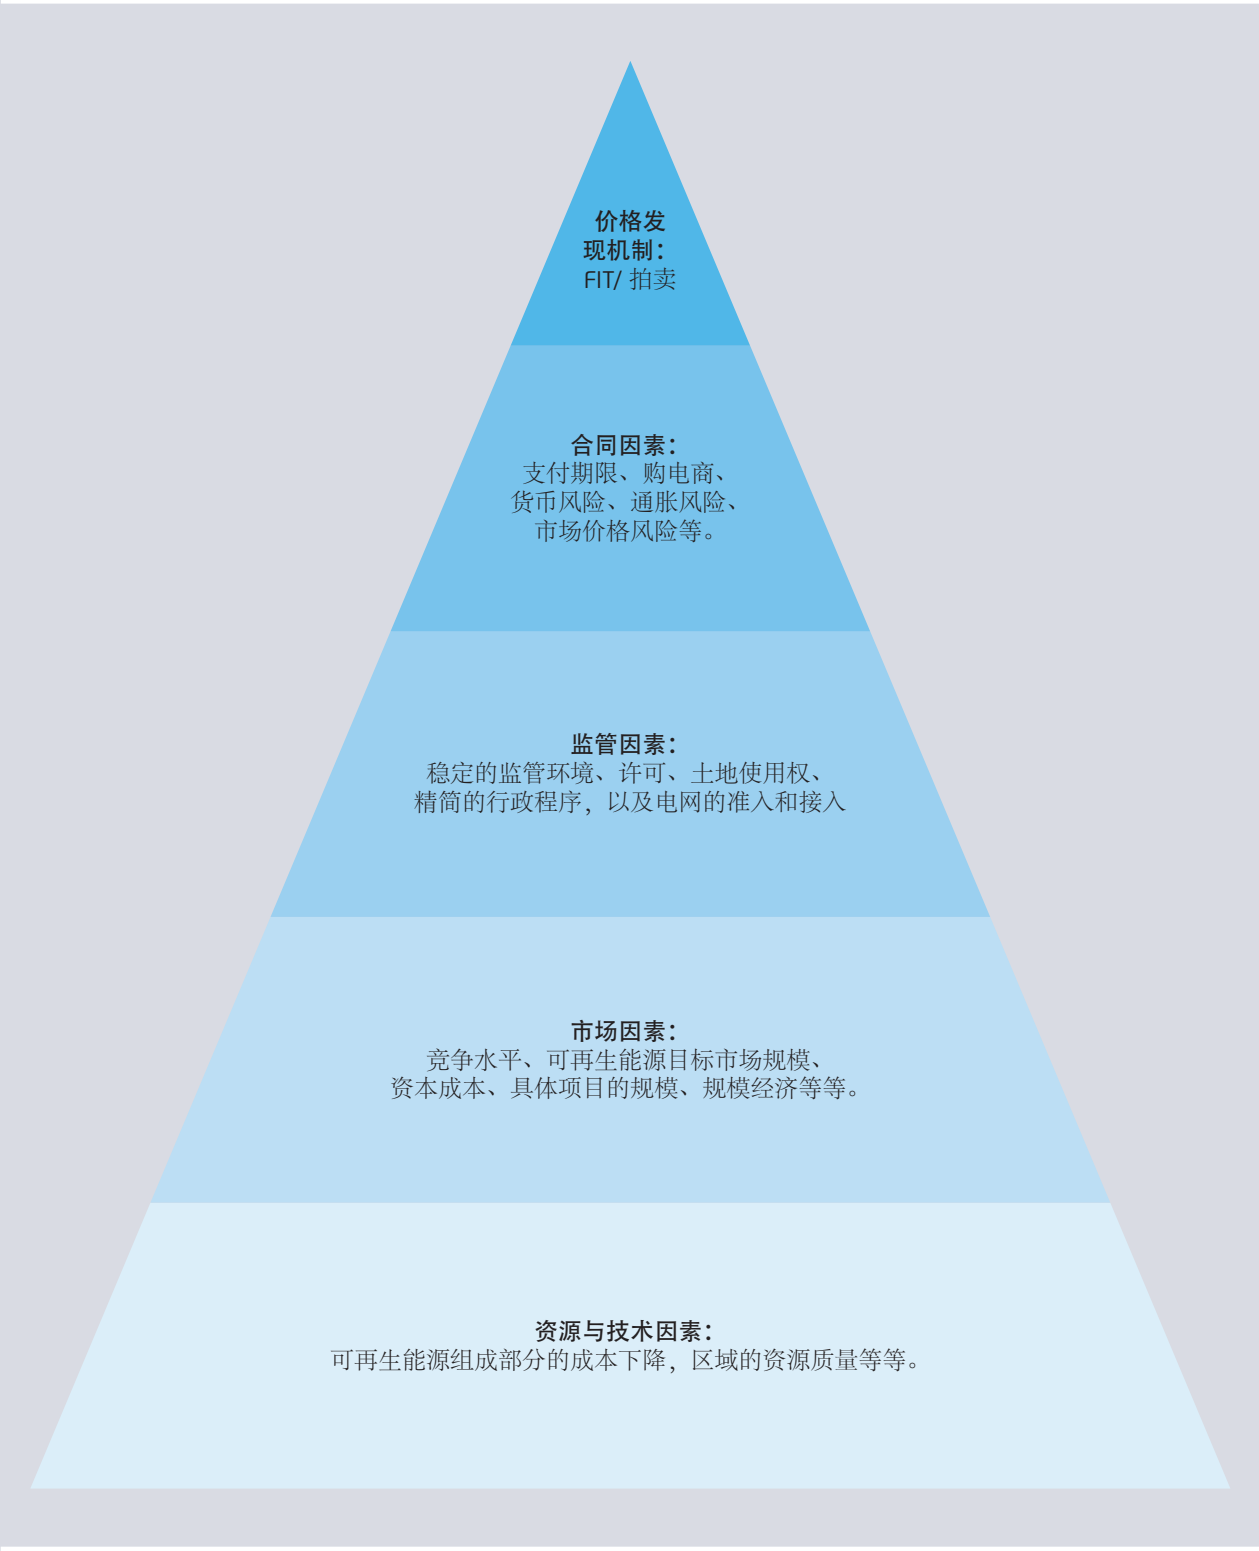 价格发
现机制：
FIT/ 拍卖
合同因素：
支付期限、购电商、
货币风险、通胀风险、
市场价格风险等。
监管因素：
稳定的监管环境、许可、土地使用权、
精简的行政程序，以及电网的准入和接入
市场因素：
竞争水平、可再生能源目标市场规模、
资本成本、具体项目的规模、规模经济等等。
资源与技术因素：
可再生能源组成部分的成本下降，区域的资源质量等等。